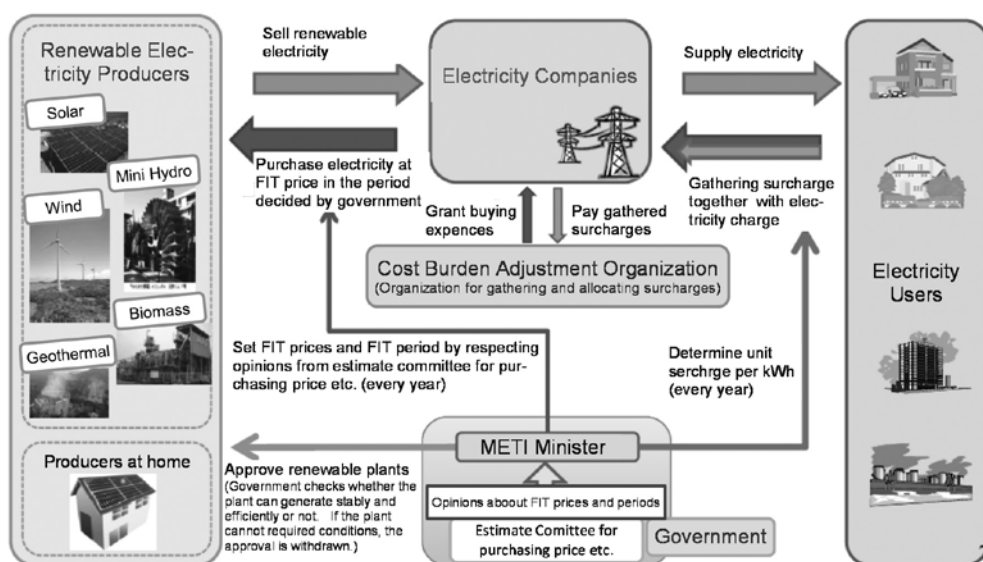 Renewable Elec-
tricity Producers
Solar
Mini Hydro
Wind
Biomass
Geothermal
Producers at home
Sell renewable
electricity
Purchase electricity at
FIT price in the period
decided by government
Electricity Companies
Grant buying
expences
Pay gathered
surcharges
Cost Burden Adjustment Organization
(Organization for gathering and allocating surcharges)
Supply electricity
Gathering surcharge
together with elec-
tricity charge
Electricity
Users
Set FIT prices and FIT period by respecting
opinions from estimate committee for pur-
chasing price etc. (every year)
Determine unit
serchrge per kWh
(every year)
Approve renewable plants
(Government checks whether the
plant can generate stably and
efficiently or not. If the plant
cannot required conditions, the
approval is withdrawn.)
METI Minister
Opinions about FIT prices and periods
Estimate Comittee for
purchasing price etc.
Government